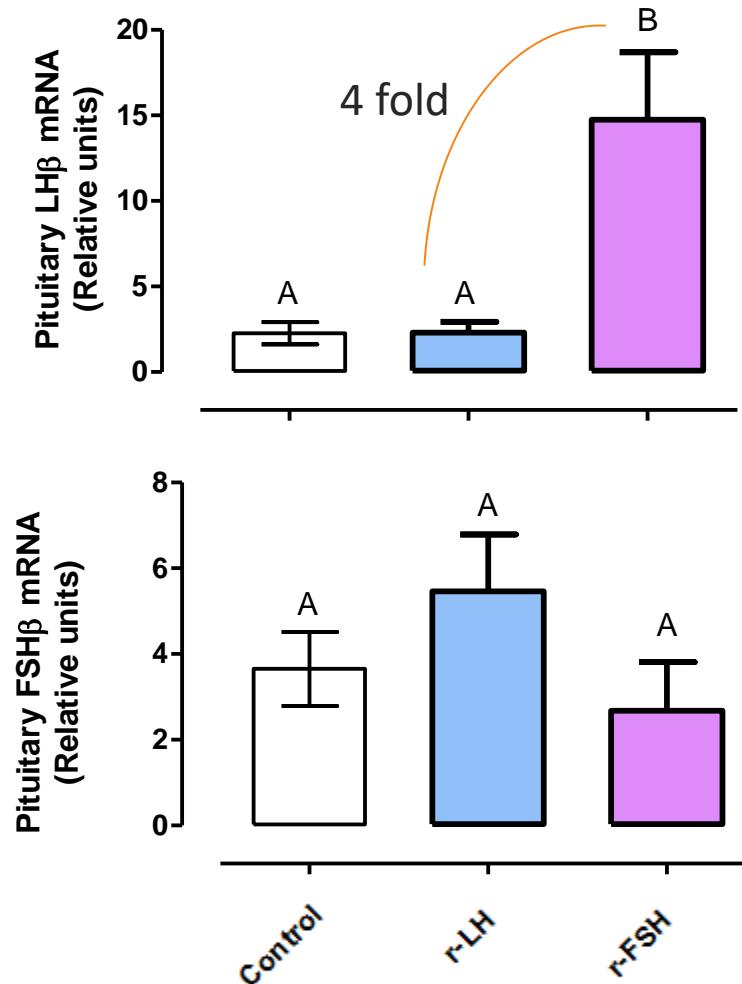 Pituitary LHβ mRNA
(Relative units)
20
15
10
5
0
A
A
B
4 fold
Pituitary FSHβ mRNA
(Relative units)
8
6
4
2
0
A
A
A
Control
r-LH
r-FSH